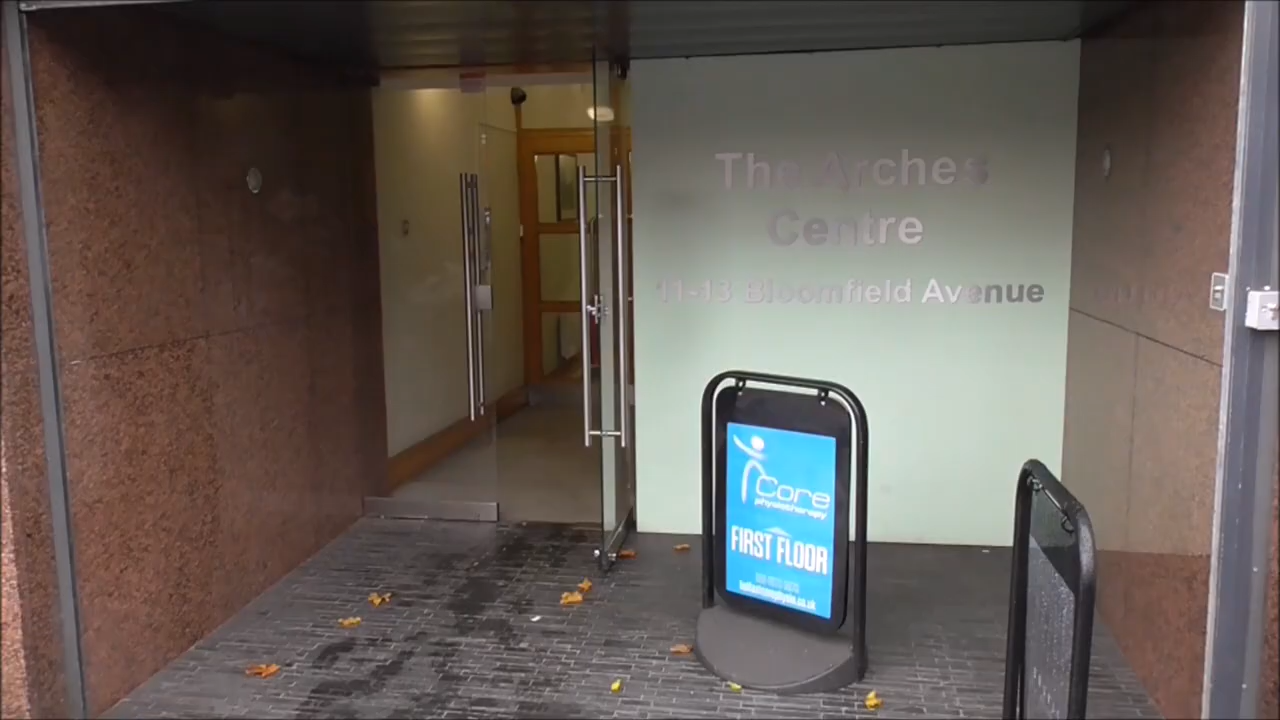 The Arches
Centre
11-13 Bloomfield Avenue
Core
physiotherapy
FIRST FLOOR